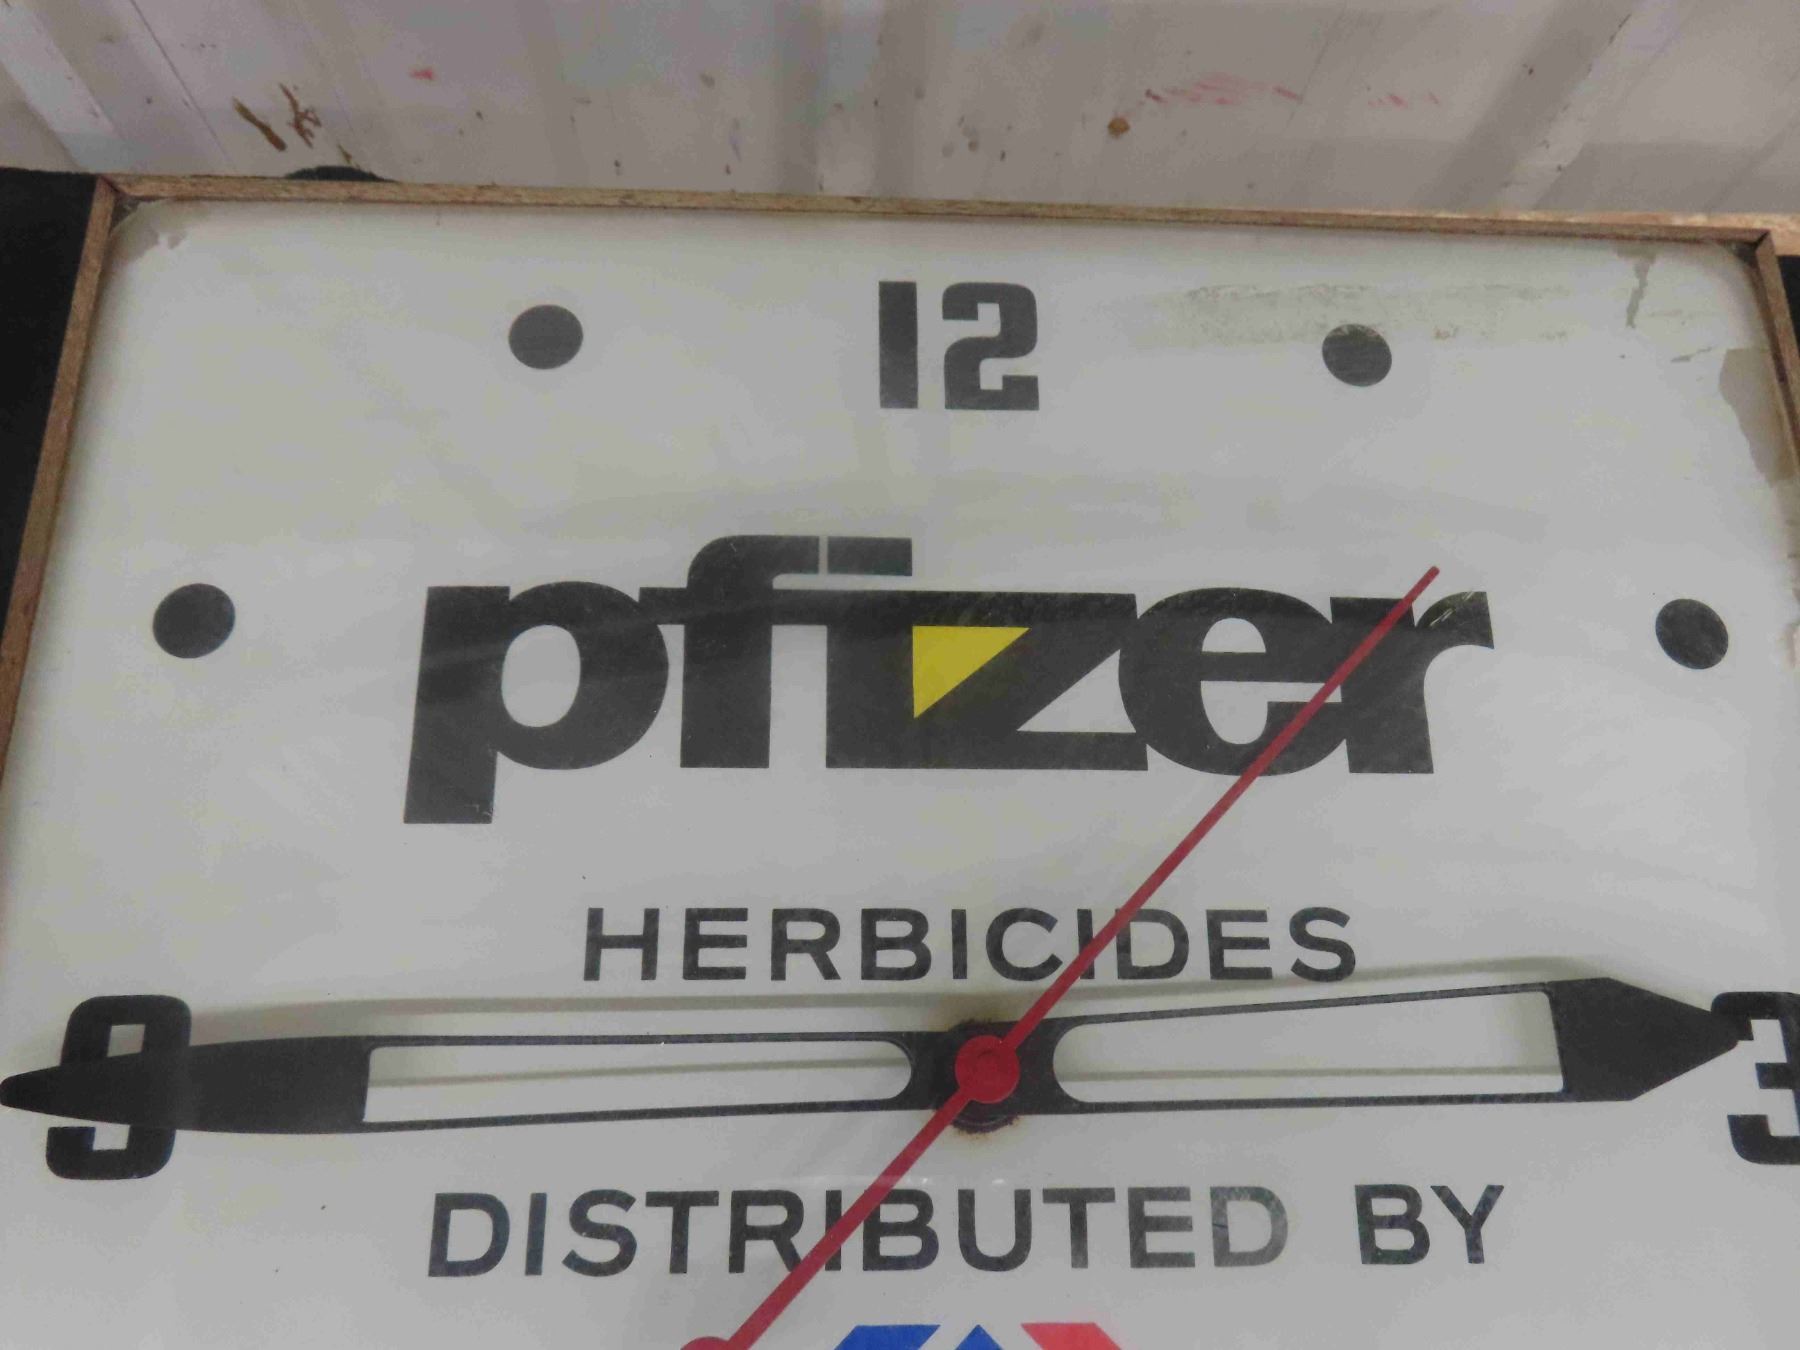 12
pfizer
HERBICIDES
9 3
DISTRIBUTED BY